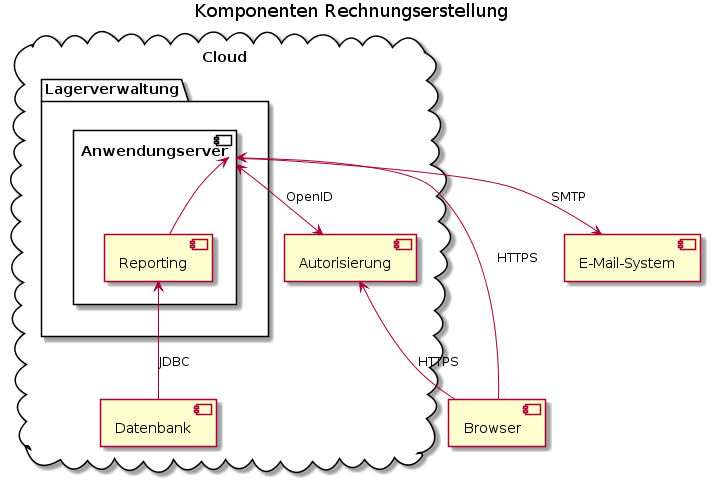 Komponenten Rechnungserstellung
Cloud
Lagerverwaltung
Anwendungserver
OpenID
SMTP
Reporting
Autorisierung
E-Mail-System
HTTPS
JDBC
HTTPS
Datenbank
Browser